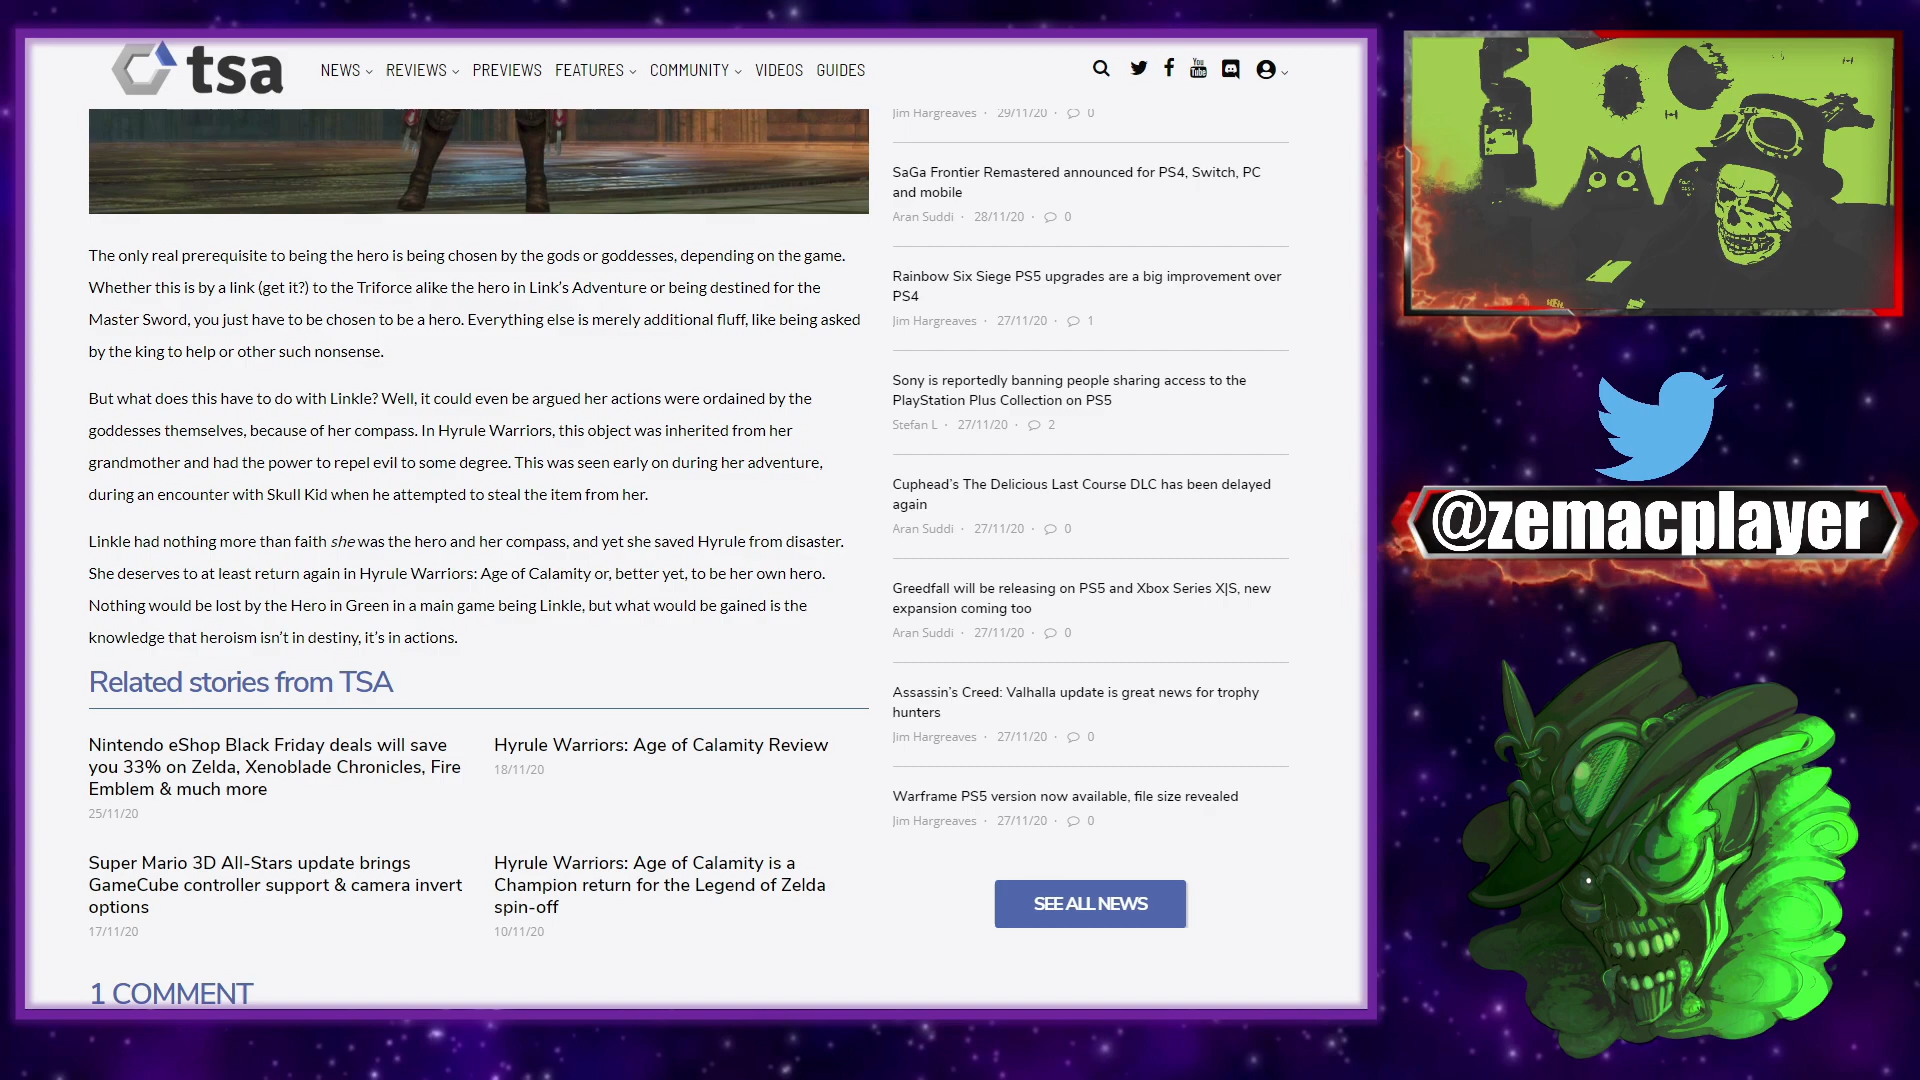 tsa
NEWS
REVIEWS
PREVIEWS
FEATURES
COMMUNITY
VIDEOS
GUIDES
You
Tube
The only real prerequisite to being the hero is being chosen by the gods or goddesses, depending on the game.
Whether this is by a link (get it?) to the Triforce alike the hero in Link’s Adventure or being destined for the
Master Sword, you just have to be chosen to be a hero. Everything else is merely additional fluff, like being asked
by the king to help or other such nonsense.
But what does this have to do with Linkle? Well, it could even be argued her actions were ordained by the
goddesses themselves, because of her compass. In Hyrule Warriors, this object was inherited from her
grandmother and had the power to repel evil to some degree. This was seen early on during her adventure,
during an encounter with Skull Kid when he attempted to steal the item from her.
Linkle had nothing more than faith she was the hero and her compass, and yet she saved Hyrule from disaster.
She deserves to at least return again in Hyrule Warriors: Age of Calamity or, better yet, to be her own hero.
Nothing would be lost by the Hero in Green in a main game being Linkle, but what would be gained is the
knowledge that heroism isn’t in destiny, it’s in actions.
Related stories from TSA
Nintendo eShop Black Friday deals will save
you 33% on Zelda, Xenoblade Chronicles, Fire
Emblem & much more
25/11/20
Hyrule Warriors: Age of Calamity Review
18/11/20
Super Mario 3D All-Stars update brings
GameCube controller support & camera invert
options
17/11/20
Hyrule Warriors: Age of Calamity is a
Champion return for the Legend of Zelda
spin-off
10/11/20
1 COMMENT
Jim Hargreaves · 29/11/20 · 0
SaGa Frontier Remastered announced for PS4, Switch, PC
and mobile
Aran Suddi · 28/11/20 · 0
Rainbow Six Siege PS5 upgrades are a big improvement over
PS4
Jim Hargreaves · 27/11/20 · 1
Sony is reportedly banning people sharing access to the
PlayStation Plus Collection on PS5
Stefan L · 27/11/20 · 2
Cuphead’s The Delicious Last Course DLC has been delayed
again
Aran Suddi · 27/11/20 · 0
Greedfall will be releasing on PS5 and Xbox Series X|S, new
expansion coming too
Aran Suddi · 27/11/20 · 0
Assassin’s Creed: Valhalla update is great news for trophy
hunters
Jim Hargreaves · 27/11/20 · 0
Warframe PS5 version now available, file size revealed
Jim Hargreaves · 27/11/20 · 0
SEE ALL NEWS
@zemacplayer